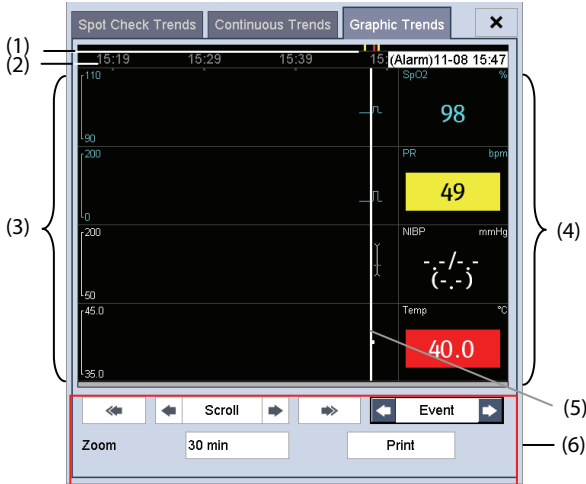 Spot Check Trends Continuous Trends Graphic Trends ×
(1)
(2) 15:19 15:29 15:39 15: (Alarm)11-08 15:47
110 SpO2 %
98
90
200 PR bpm
49
0
(3) (4)
200 NIBP mmHg
-.-/-.-
(-.-)
50
45.0 Temp °C
40.0
35.0
(5)
Scroll Event
Zoom 30 min Print (6)